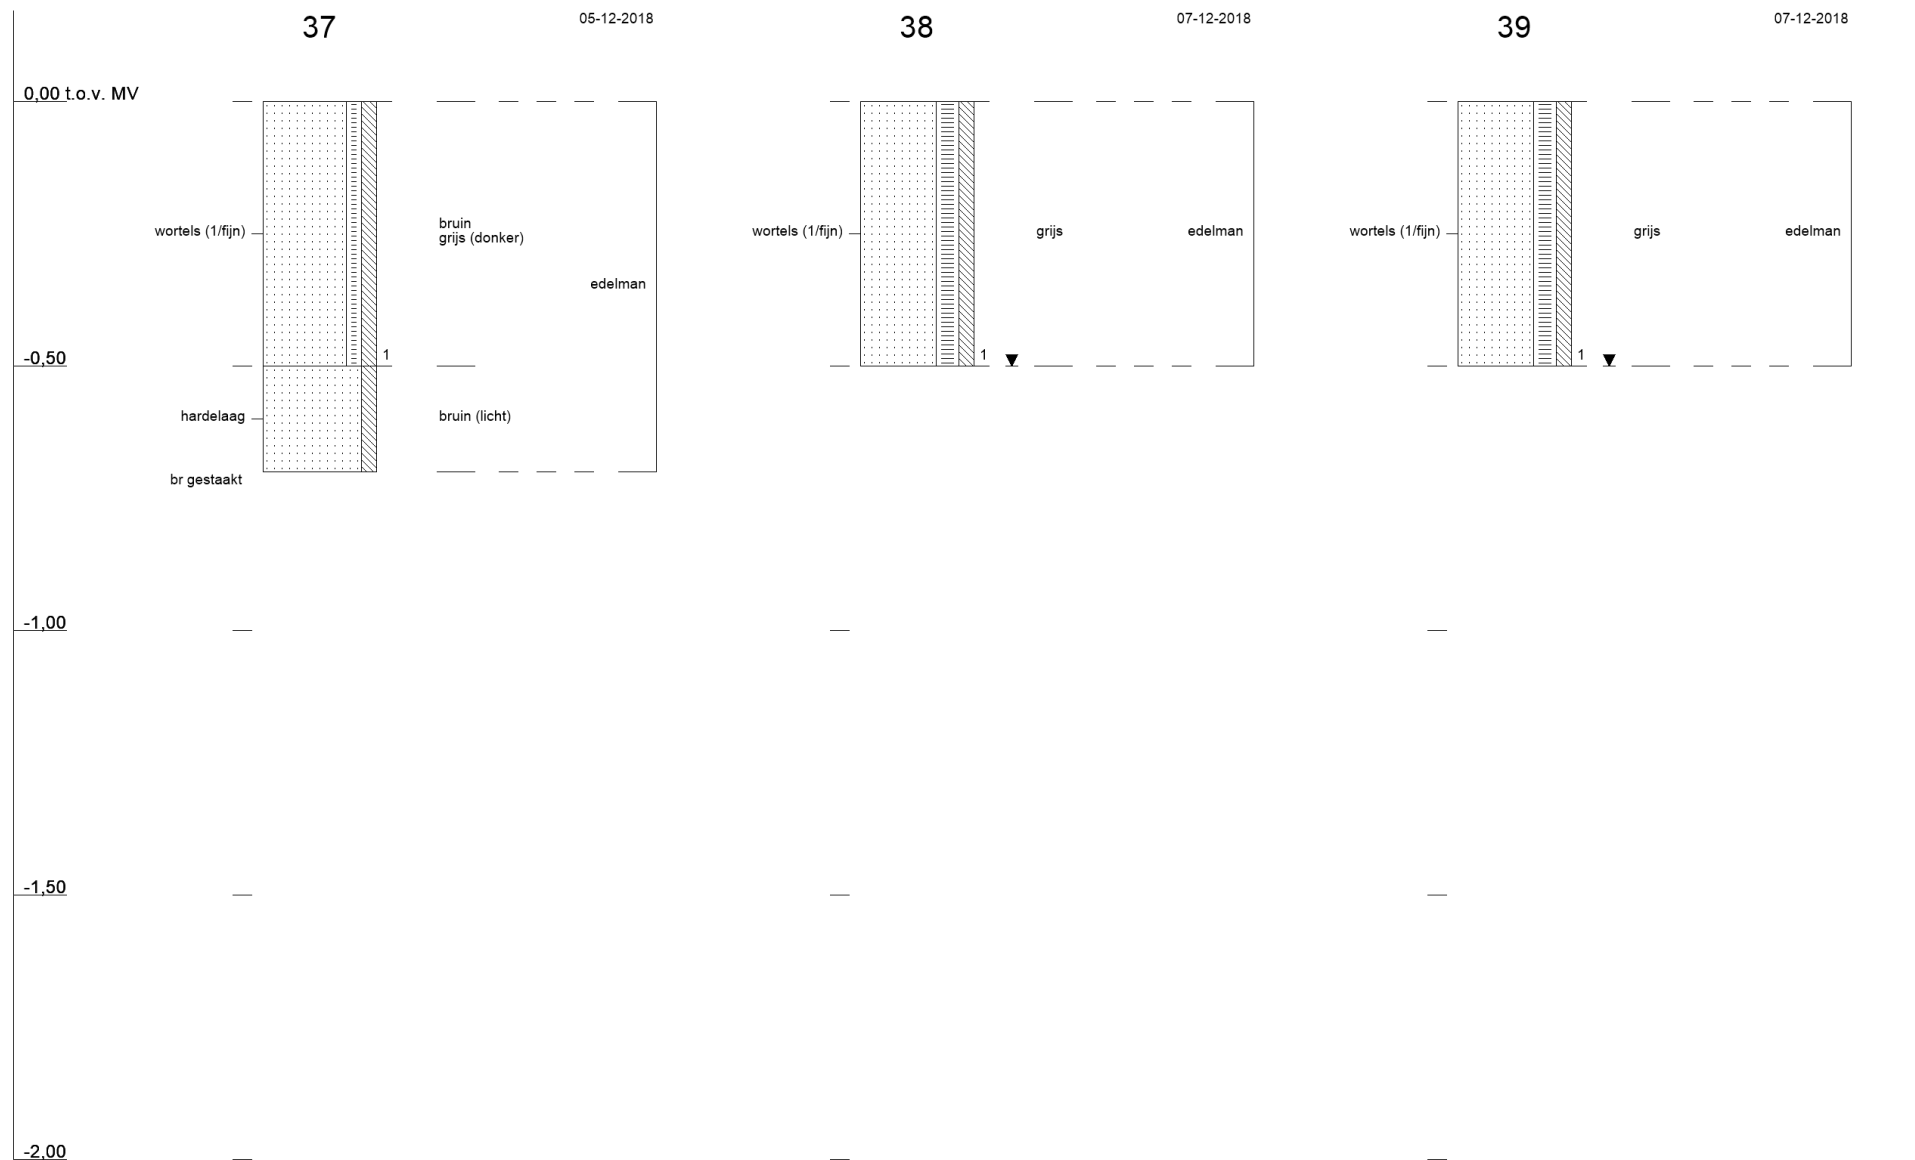 37
05-12-2018
38
07-12-2018
39
07-12-2018
0,00 t.o.v. MV
wortels (1/fijn)
bruin
grijs (donker)
edelman
wortels (1/fijn)
grijs
edelman
wortels (1/fijn)
grijs
edelman
-0,50
1
1
1
hardelaag
bruin (licht)
br gestaakt
-1,00
-1,50
-2,00